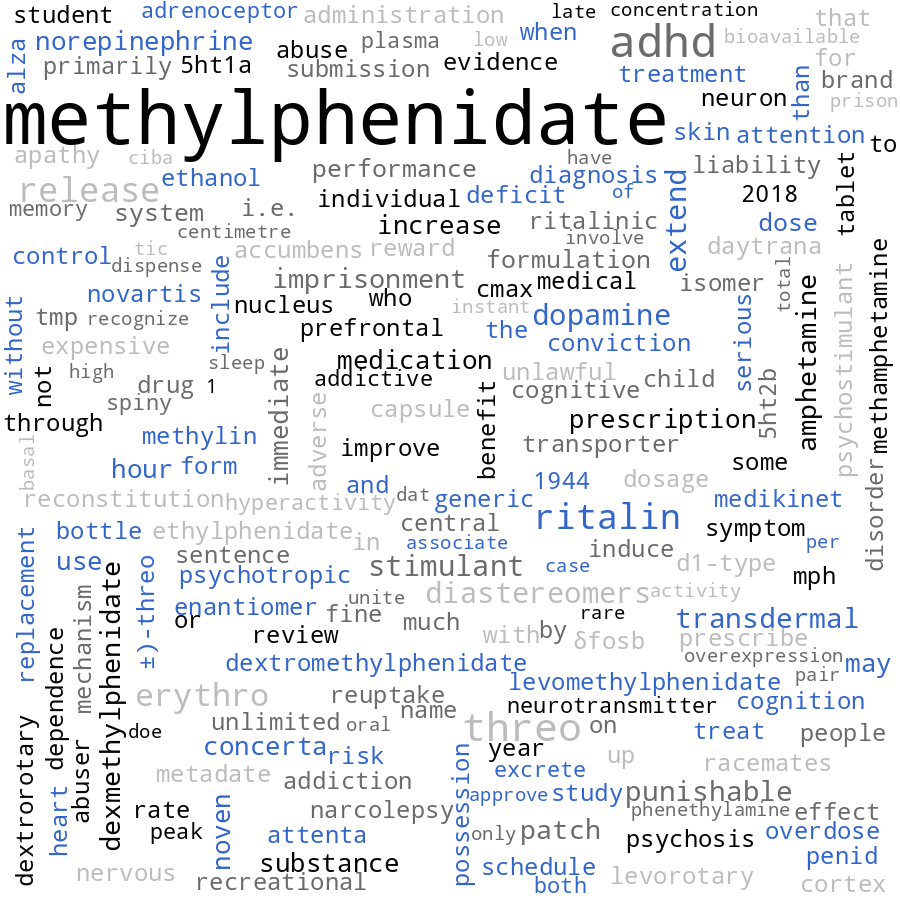 student adrenoceptor administration late concentration that
alza norepinephrine abuse plasma low when adhd bioavailable for
primarily 5ht1a submission evidence treatment than brand
methylphenidate neuron prison
skin attention to
apathy ciba performance have liability
release ethanol individual deficit diagnosis of extend 2018 tablet
memory system i.e. increase ritalinic dose
centimetre involve
control tic accumbens reward formulation daytrana
dispense include imprisonment cmax medical isomer total
novartis nucleus who instant dopamine
without tmp recognize prefrontal the conviction serious amphetamine psychostimulant methamphetamine
expensive sleep medication unlawful
not high drug 1 addictive cognitive child 5ht2b
spiny immediate adverse capsule benefit prescription
through methylin improve transporter
basal hour form some
and 1944 dosage
reconstitution hyperactivity dat generic medikinet disorder
bottle ethylphenidate in central ritalin symptom
associate per
replacement use sentence stimulant case induce d1-type
psychotropic mph
mechanism ±)-threo unite diastereomers activity
enantiomer fine rare
or much transdermal
dependence dexmethylphenidate review with by δfosb prescribe
dextromethylphenidate overexpression may
levomethylphenidate pair
erythro reuptake neurotransmitter cognition
name
dextrorotary doe unlimited oral threo on treat people
abuser concerta risk year up
metadate addiction possession excrete racemates
heart approve study punishable
rate narcolepsy phenethylamine effect
peak noven attenta only patch psychosis overdose
substance penid
nervous schedule levorotary
recreational both cortex